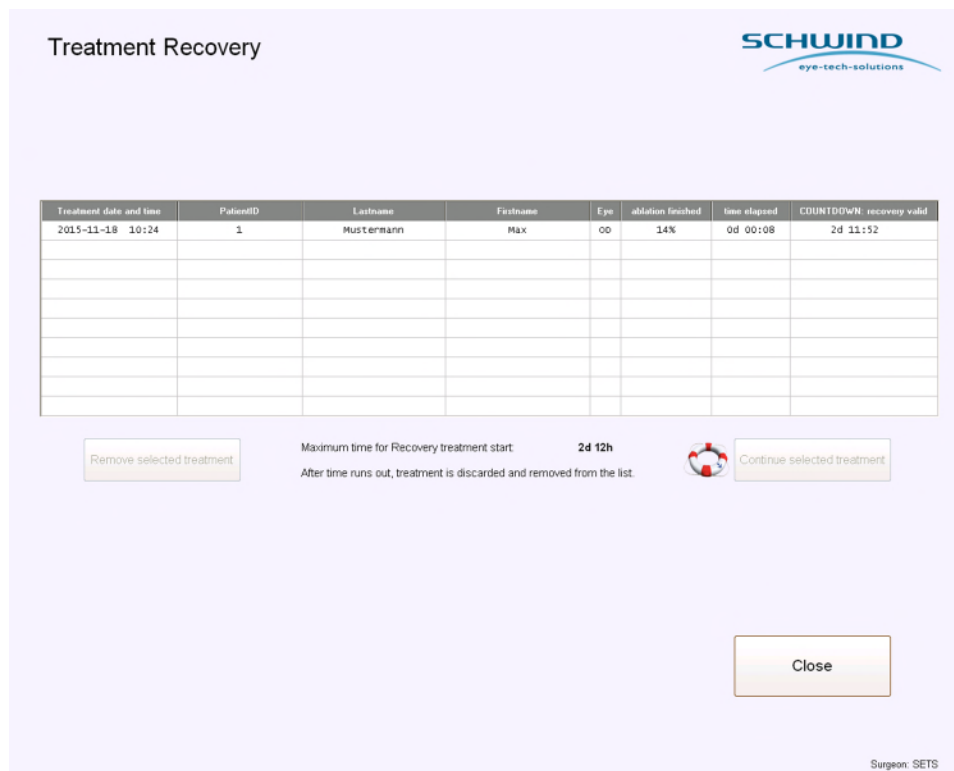 Treatment Recovery
SCHWIND
eye-tech-solutions
Treatment date and time PatientID Lastname Firstname Eye ablation finished time elapsed COUNTDOWN: recovery valid
2015-11-18 10:24 1 Mustermann Max OD 14% 0d 00:08 2d 11:52
Remove selected treatment
Maximum time for Recovery treatment start: 2d 12h
After time runs out, treatment is discarded and removed from the list.
Continue selected treatment
Close
Surgeon: SETS